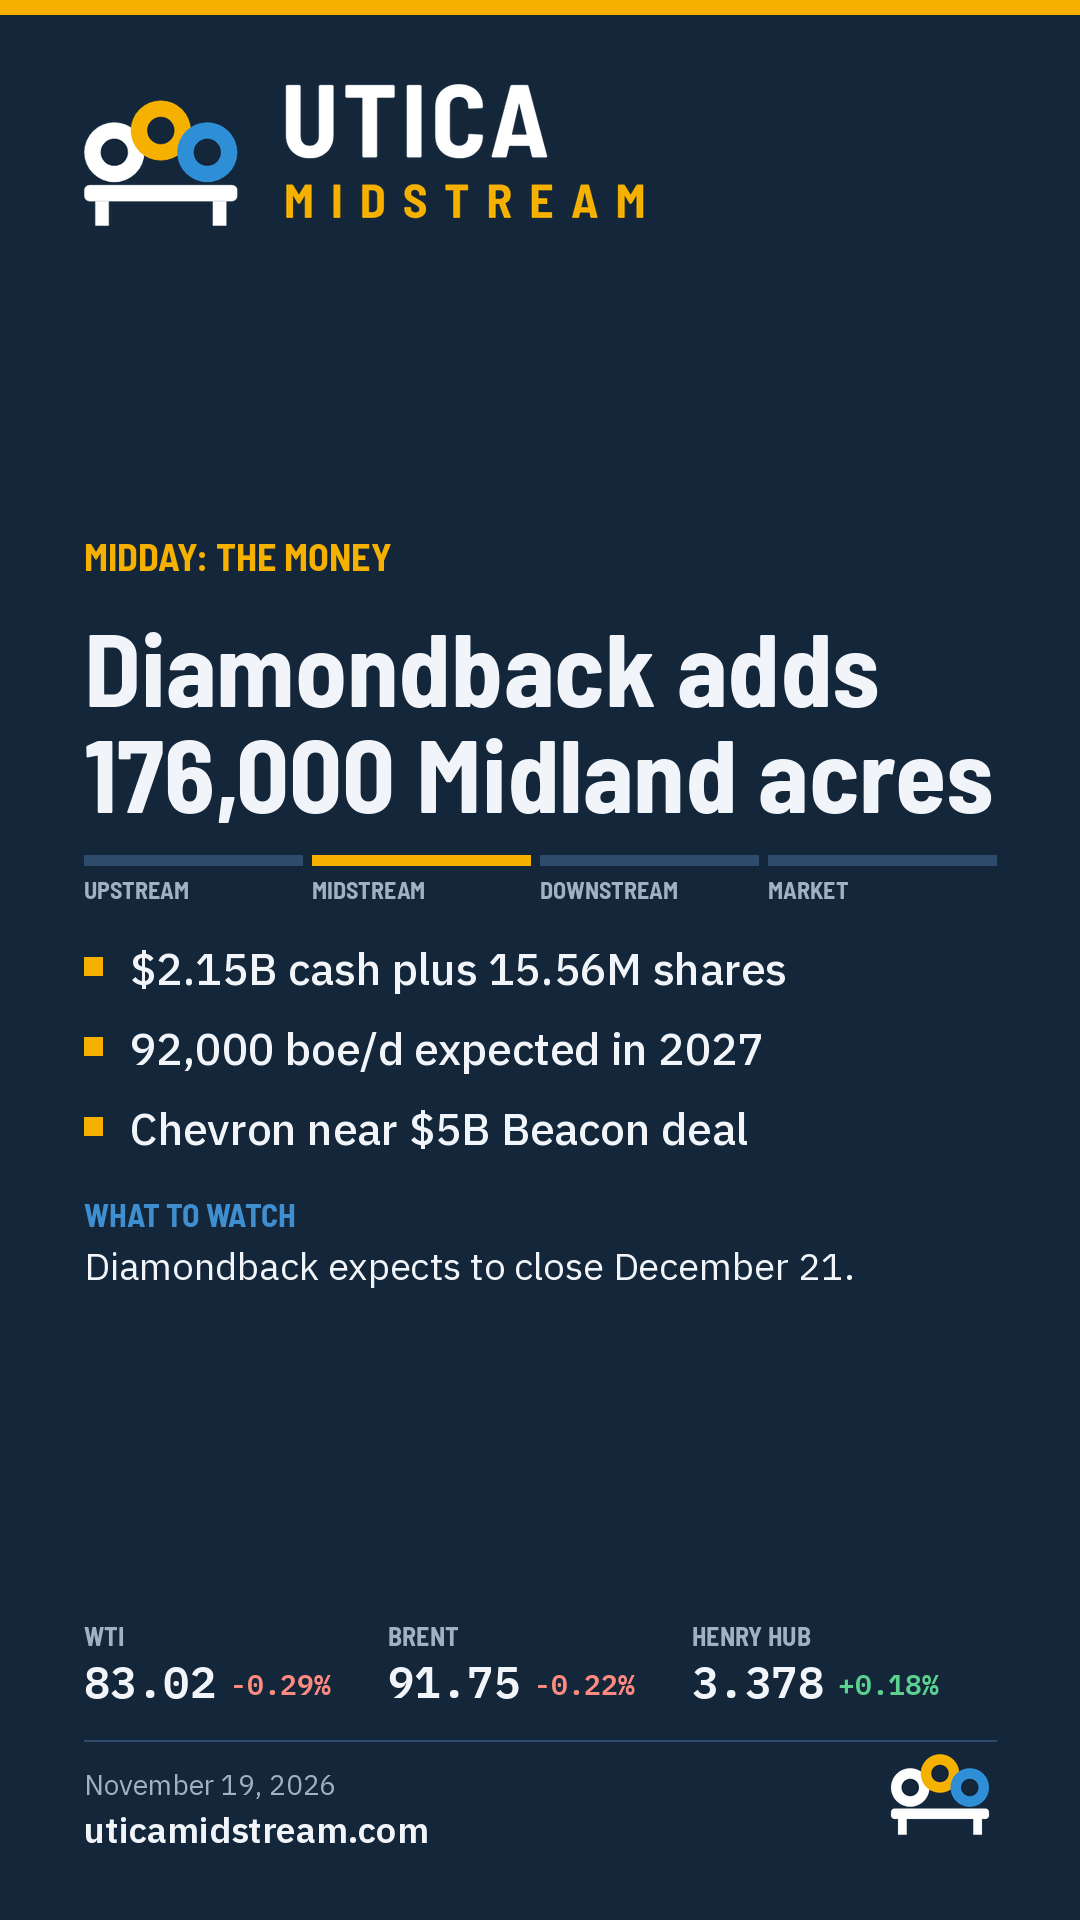 UTICA
MIDSTREAM
MIDDAY: THE MONEY
Diamondback adds
176,000 Midland acres
UPSTREAM MIDSTREAM DOWNSTREAM MARKET
$2.15B cash plus 15.56M shares
92,000 boe/d expected in 2027
Chevron near $5B Beacon deal
WHAT TO WATCH
Diamondback expects to close December 21.
WTI BRENT HENRY HUB
83.02 -0.29% 91.75 -0.22% 3.378 +0.18%
November 19, 2026
uticamidstream.com